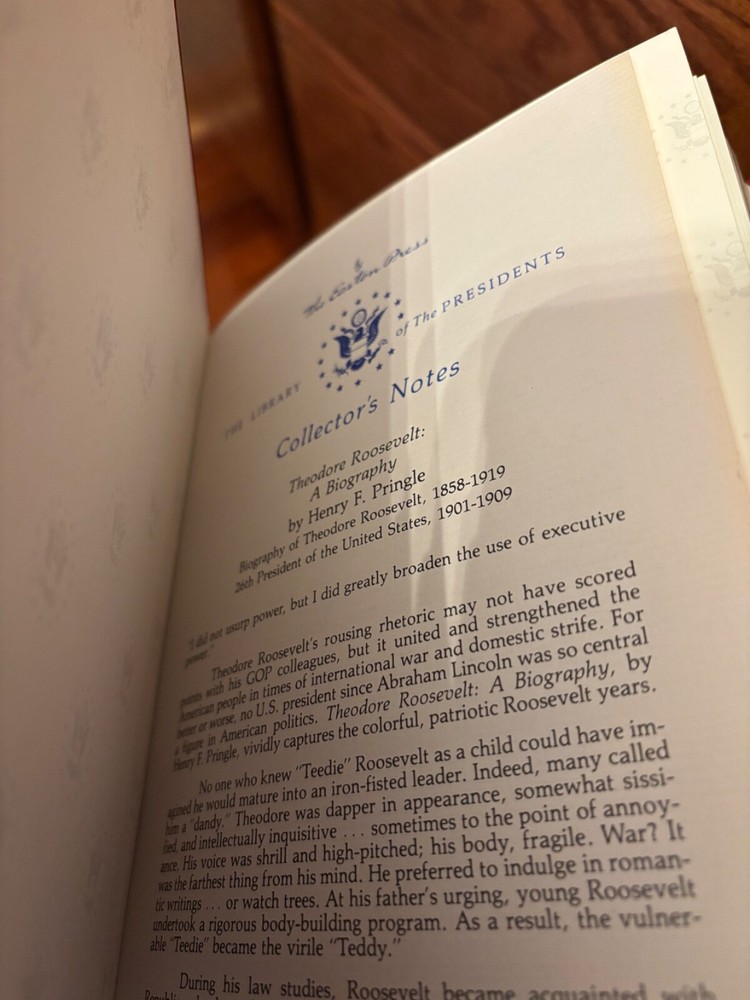 The Easton Press
THE LIBRARY of The PRESIDENTS
Collector's Notes
Theodore Roosevelt:
A Biography
by Henry F. Pringle
Biography of Theodore Roosevelt, 1858-1919
26th President of the United States, 1901-1909
"I did not usurp power, but I did greatly broaden the use of executive
power."
Theodore Roosevelt's rousing rhetoric may not have scored
points with his GOP colleagues, but it united and strengthened the
American people in times of international war and domestic strife. For
better or worse, no U.S. president since Abraham Lincoln was so central
a figure in American politics. Theodore Roosevelt: A Biography, by
Henry F. Pringle, vividly captures the colorful, patriotic Roosevelt years.
No one who knew "Teedie" Roosevelt as a child could have im-
agined he would mature into an iron-fisted leader. Indeed, many called
him a "dandy." Theodore was dapper in appearance, somewhat sissi-
fied, and intellectually inquisitive . . . sometimes to the point of annoy-
ance. His voice was shrill and high-pitched; his body, fragile. War? It
was the farthest thing from his mind. He preferred to indulge in roman-
tic writings . . . or watch trees. At his father's urging, young Roosevelt
undertook a rigorous body-building program. As a result, the vulner-
able "Teedie" became the virile "Teddy."
During his law studies, Roosevelt became acquainted with